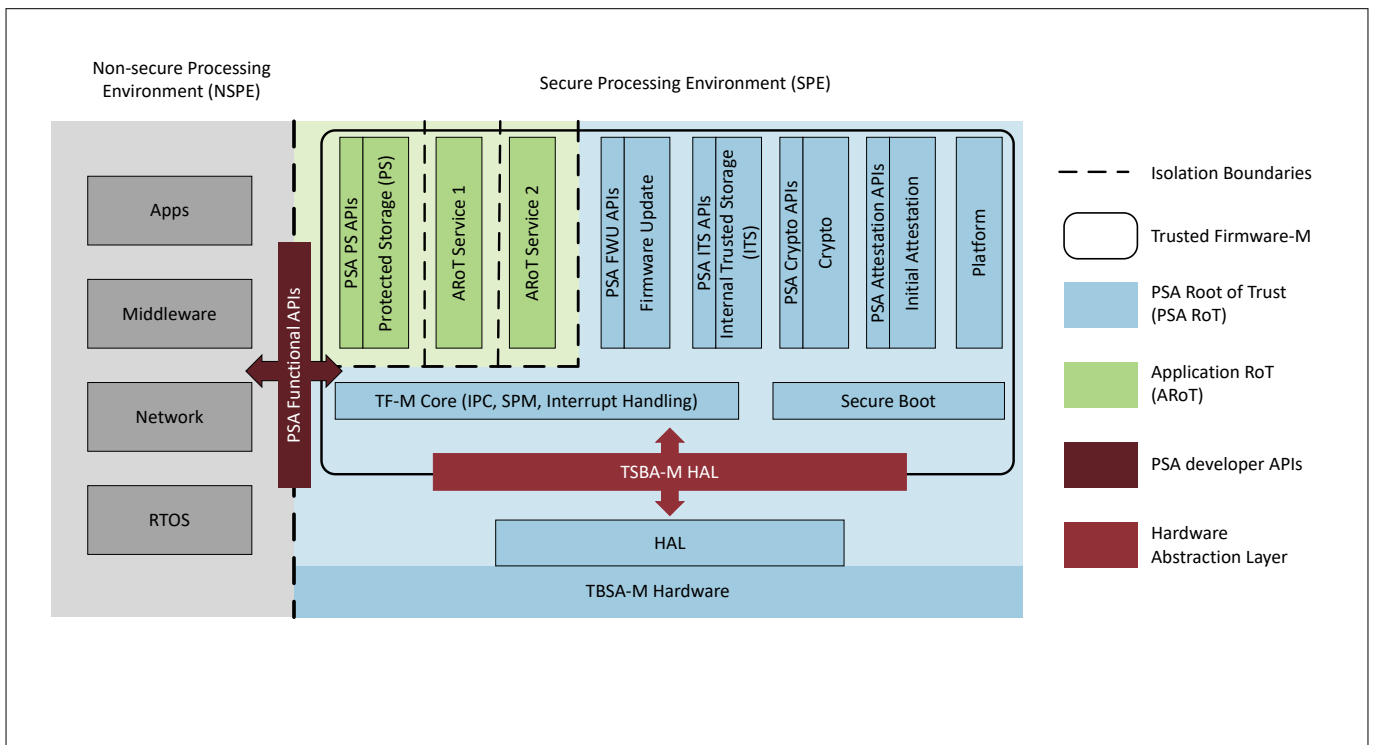 Non-secure Processing
Environment (NSPE)
Secure Processing Environment (SPE)
Apps
Middleware
Network
RTOS
PSA Functional APIs
PSA PS APIs
Protected Storage (PS)
ARoT Service 1
ARoT Service 2
PSA FWU APIs
Firmware Update
PSA ITS APIs
Internal Trusted Storage
(ITS)
PSA Crypto APIs
Crypto
PSA Attestation APIs
Initial Attestation
Platform
TF-M Core (IPC, SPM, Interrupt Handling)
Secure Boot
TSBA-M HAL
HAL
TBSA-M Hardware
Isolation Boundaries
Trusted Firmware-M
PSA Root of Trust
(PSA RoT)
Application RoT
(ARoT)
PSA developer APIs
Hardware
Abstraction Layer